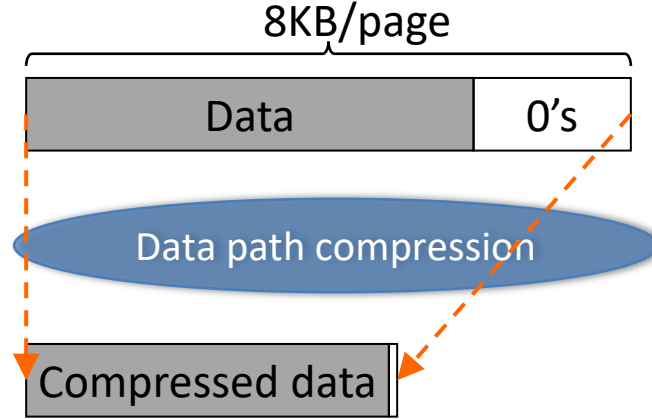 8KB/page
Data 0's
Data path compression
Compressed data